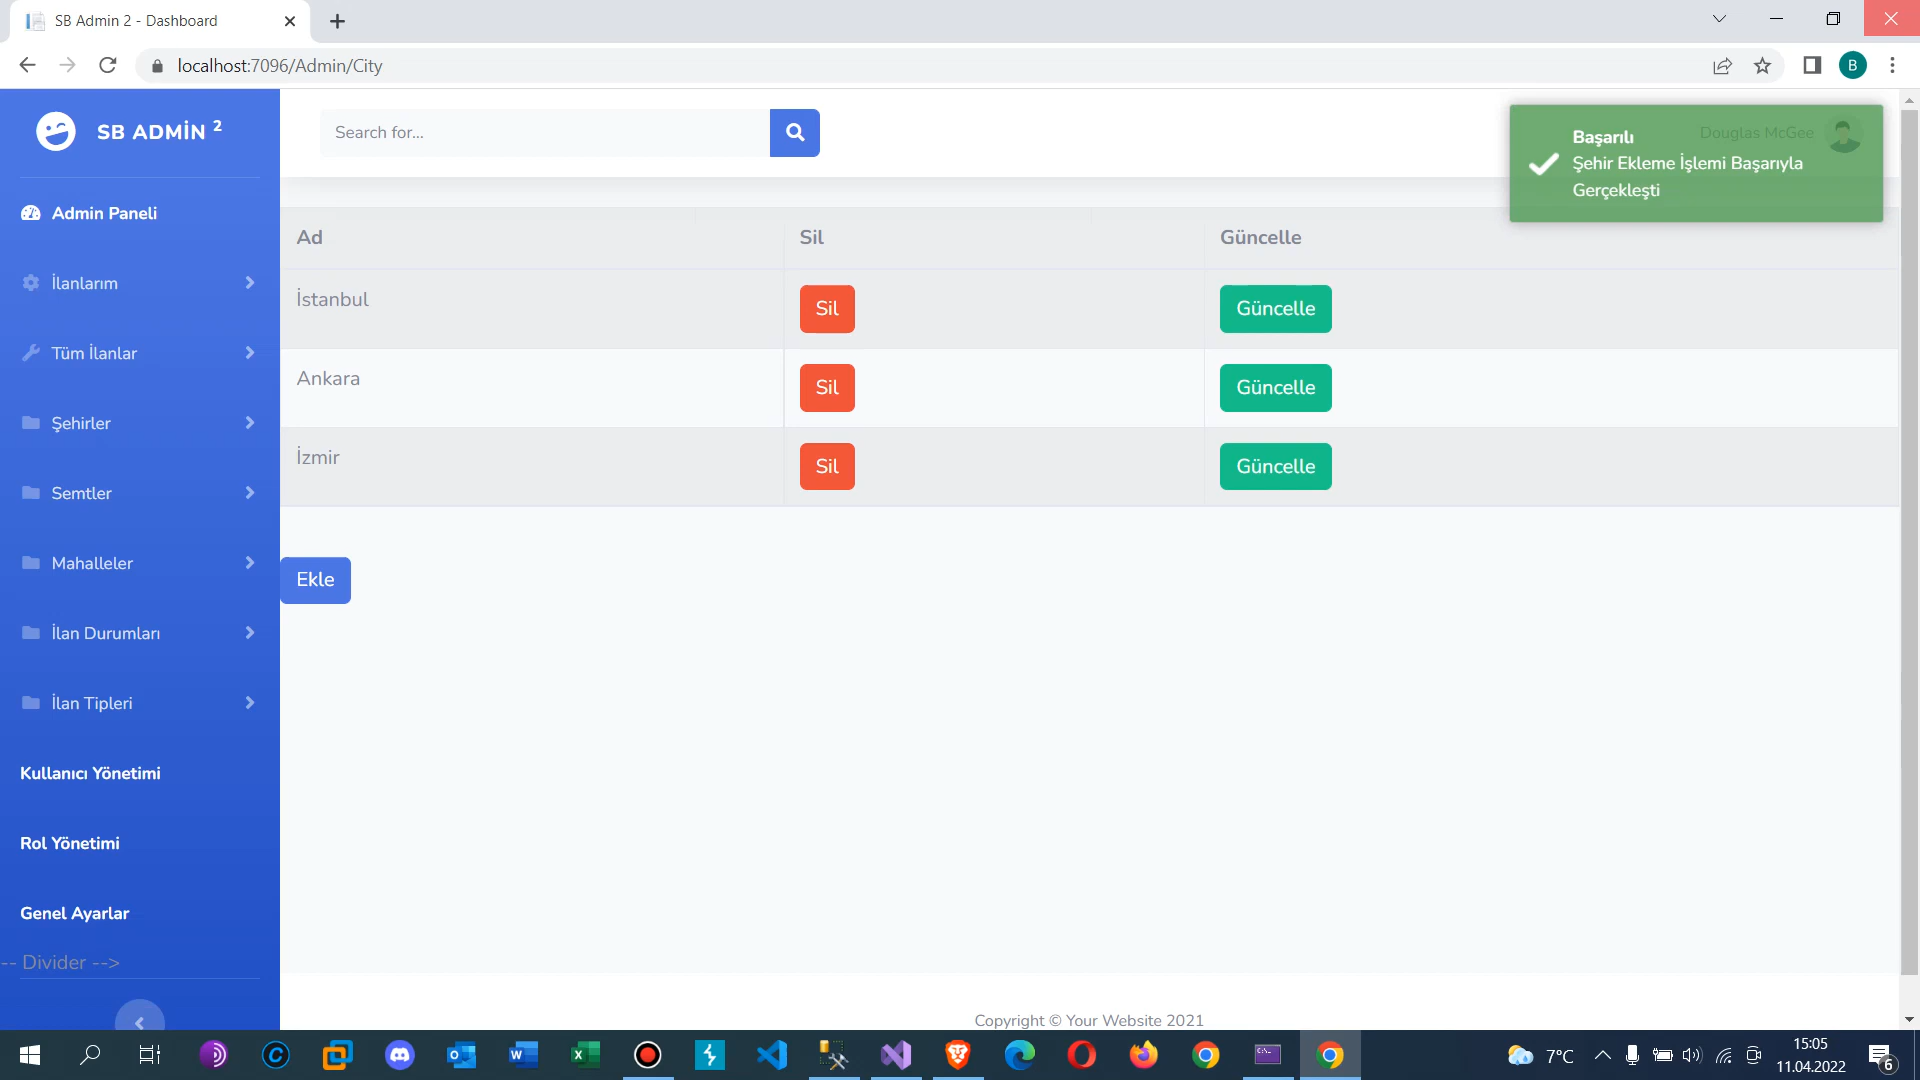 SB Admin 2 - Dashboard
localhost:7096/Admin/City
B
SB ADMİN 2
Search for...
Douglas McGee
Başarılı
Şehir Ekleme İşlemi Başarıyla
Gerçekleşti
Admin Paneli
İlanlarım
Tüm İlanlar
Şehirler
Semtler
Mahalleler
İlan Durumları
İlan Tipleri
Kullanıcı Yönetimi
Rol Yönetimi
Genel Ayarlar
-- Divider -->
Ad Sil Güncelle
İstanbul Sil Güncelle
Ankara Sil Güncelle
İzmir Sil Güncelle
Ekle
Copyright © Your Website 2021
7°C
15:05
11.04.2022
6